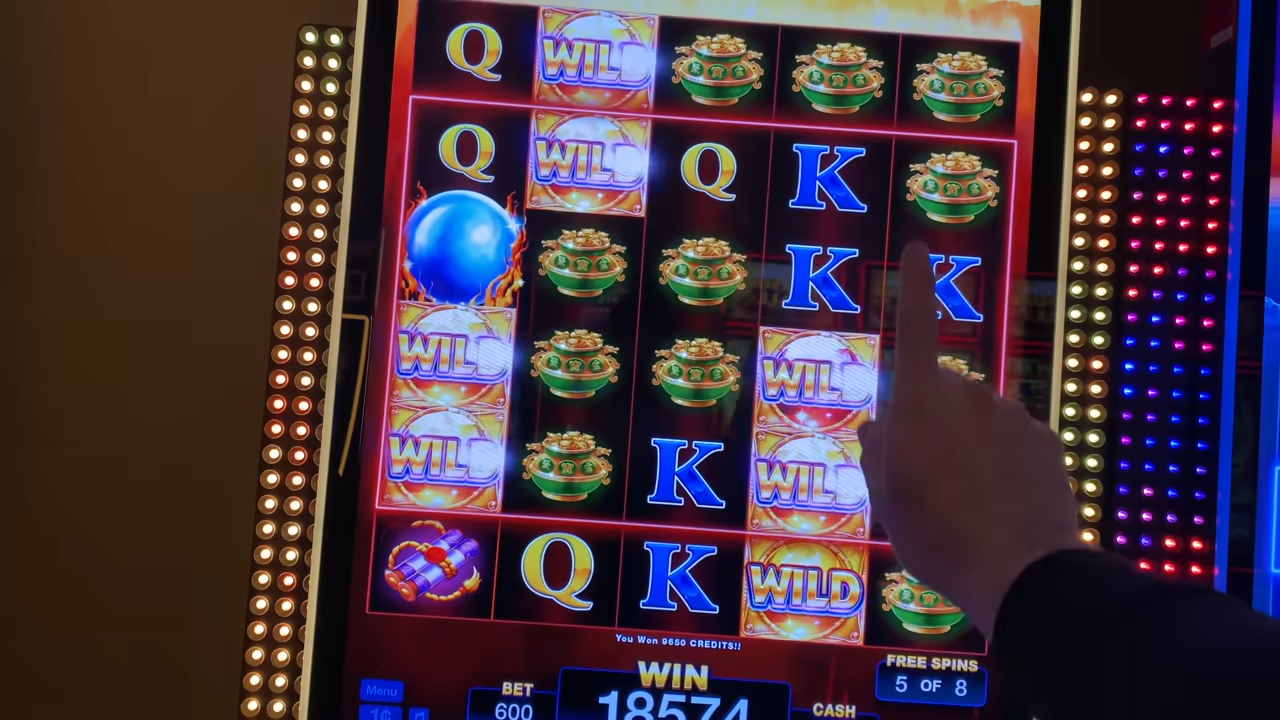 Q WILD
Q WILD Q K
K K
WILD WILD
WILD K WILD
Q K WILD
You Won 9650 CREDITS!!
WIN
18574
FREE SPINS
5 OF 8
Menu
BET
600
CASH
1¢